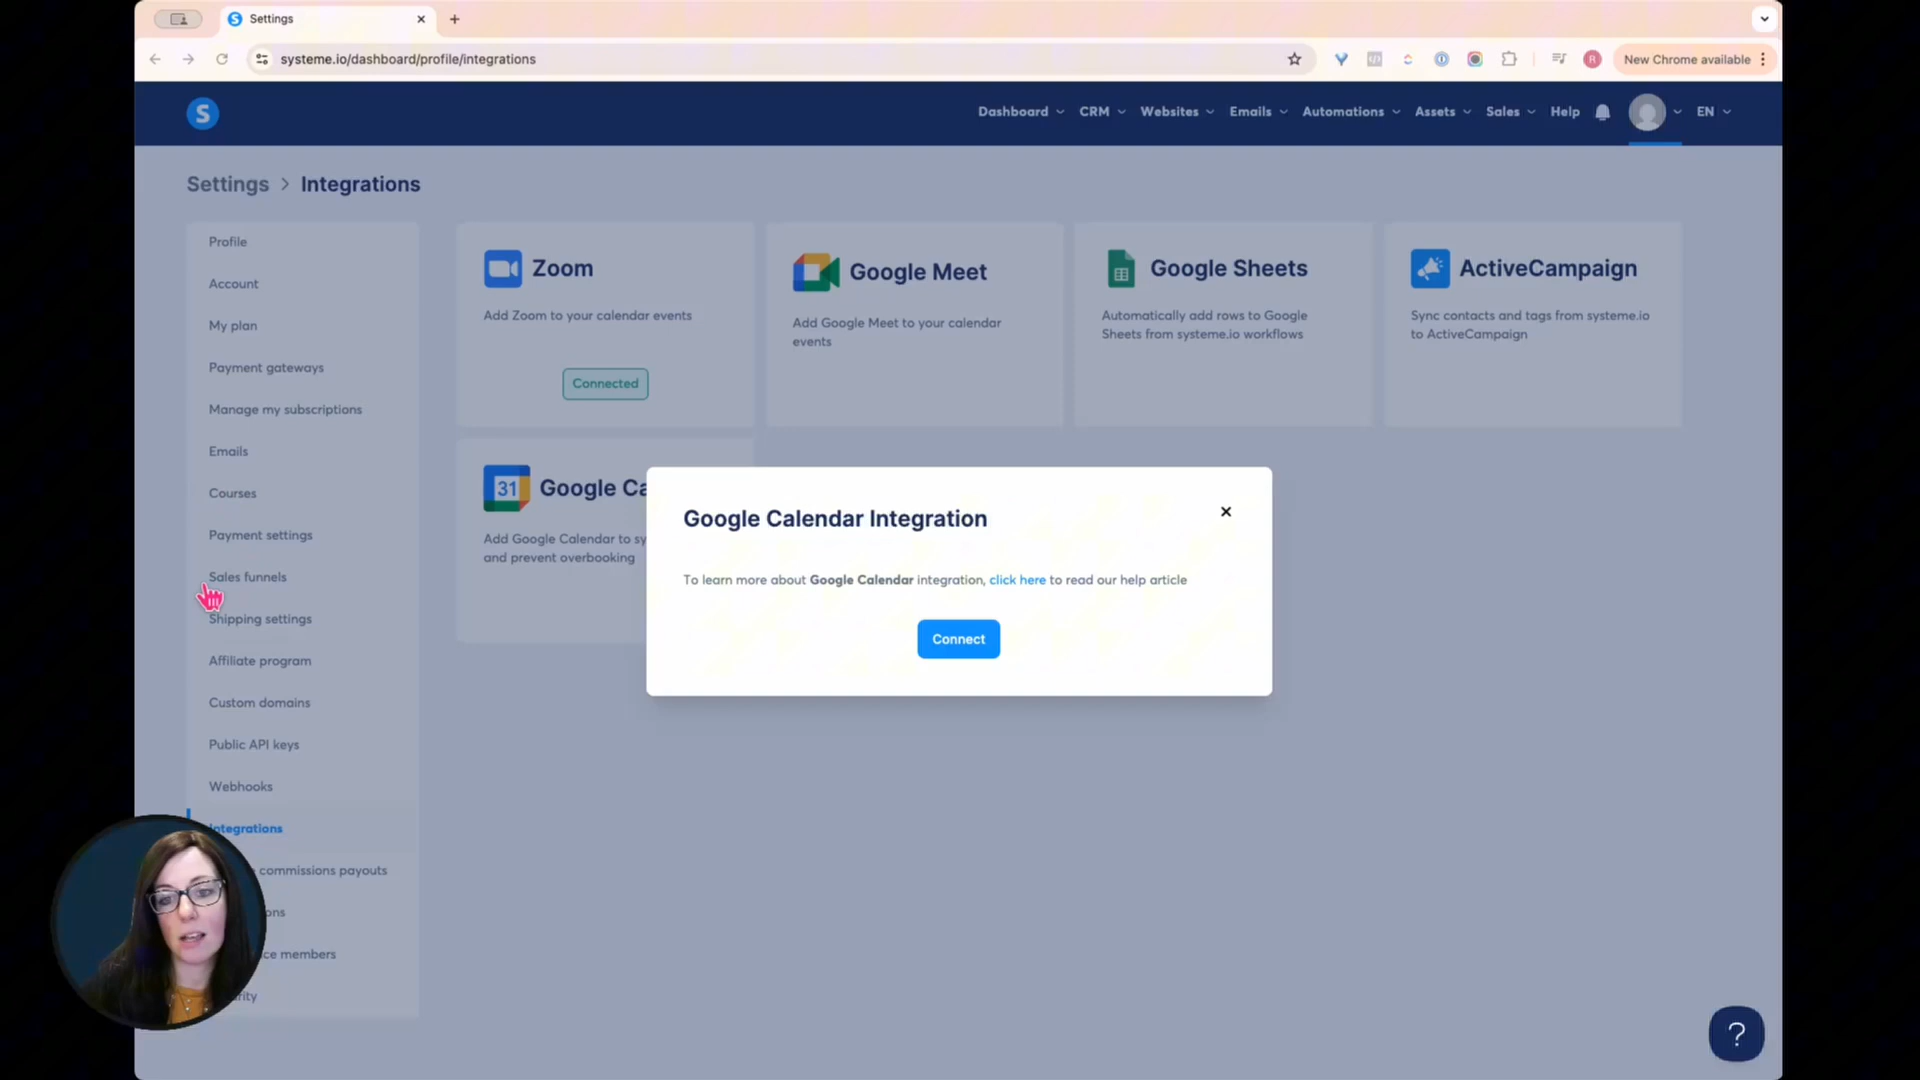 Settings
systeme.io/dashboard/profile/integrations
R
New Chrome available
S
Dashboard
CRM
Websites
Emails
Automations
Assets
Sales
Help
EN
Settings > Integrations
Profile
Account
My plan
Payment gateways
Manage my subscriptions
Emails
Courses
Payment settings
Sales funnels
Shipping settings
Affiliate program
Custom domains
Public API keys
Webhooks
Integrations
commissions payouts
members
Zoom
Add Zoom to your calendar events
Connected
Google Meet
Add Google Meet to your calendar
events
Google Sheets
Automatically add rows to Google
Sheets from systeme.io workflows
ActiveCampaign
Sync contacts and tags from systeme.io
to ActiveCampaign
31
Google Ca
Add Google Calendar to sy
and prevent overbooking
Google Calendar Integration
To learn more about Google Calendar integration, click here to read our help article
Connect
?